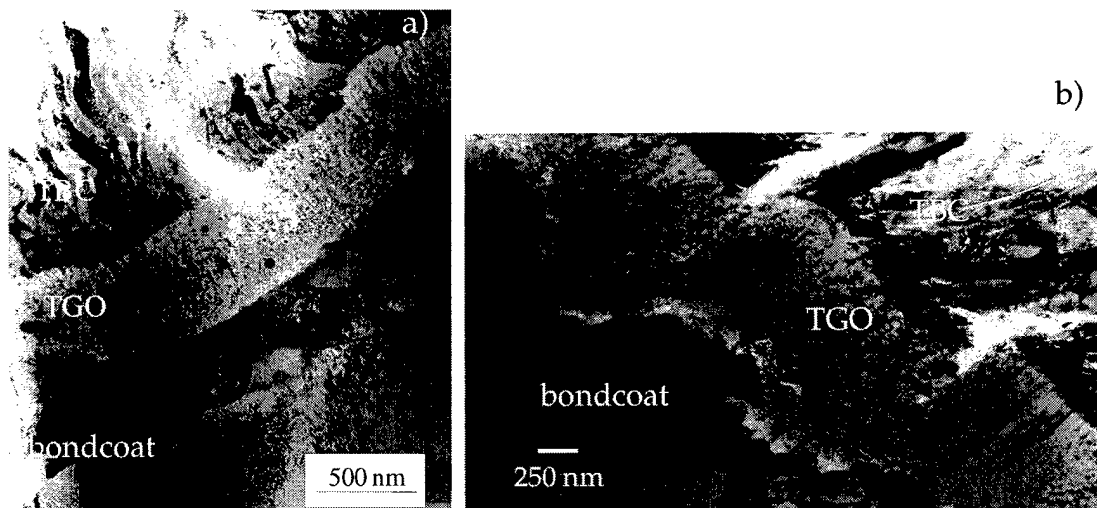 a)
TBC
TGO
bondcoat
500 nm
b)
TBC
TGO
bondcoat
250 nm